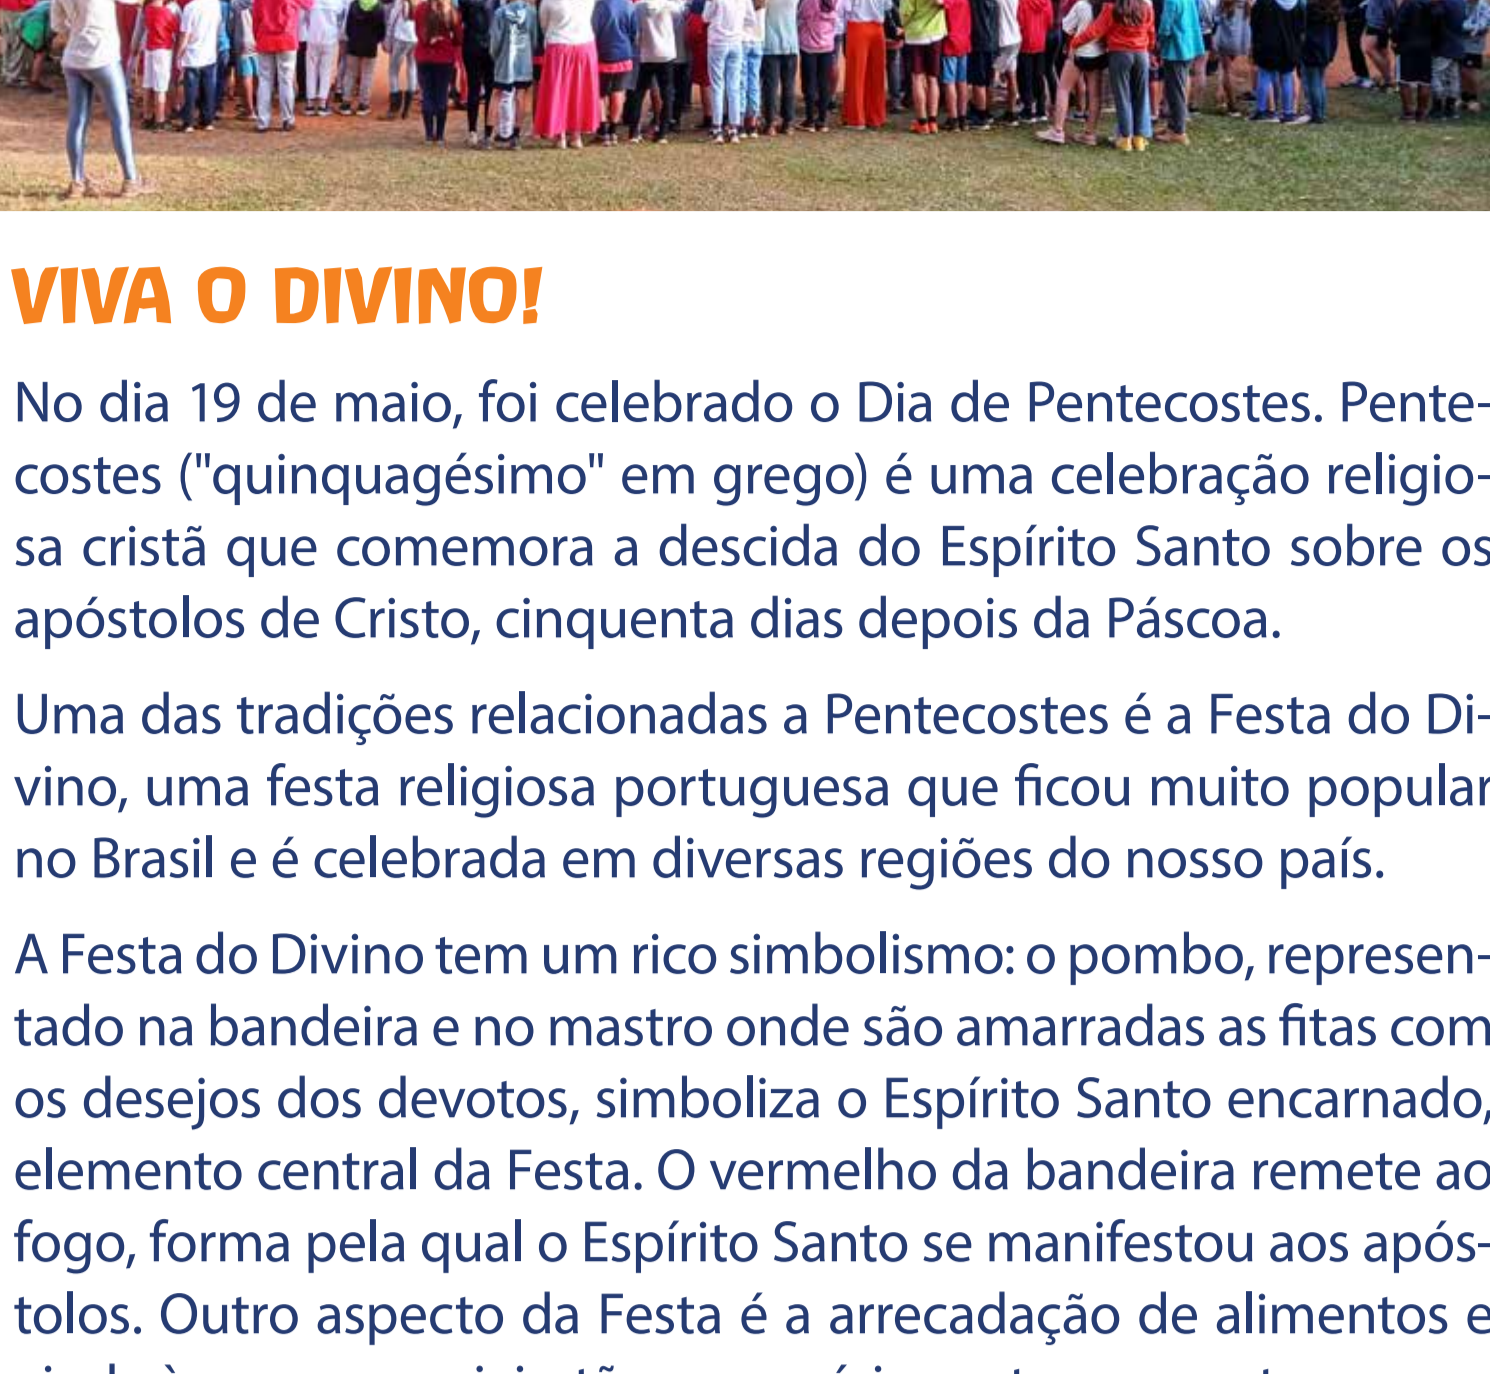 VIVA O DIVINO!
No dia 19 de maio, foi celebrado o Dia de Pentecostes. Pente-
costes ("quinquagésimo" em grego) é uma celebração religio-
sa cristã que comemora a descida do Espírito Santo sobre os
apóstolos de Cristo, cinquenta dias depois da Páscoa.
Uma das tradições relacionadas a Pentecostes é a Festa do Di-
vino, uma festa religiosa portuguesa que ficou muito popular
no Brasil e é celebrada em diversas regiões do nosso país.
A Festa do Divino tem um rico simbolismo: o pombo, represen-
tado na bandeira e no mastro onde são amarradas as fitas com
os desejos dos devotos, simboliza o Espírito Santo encarnado,
elemento central da Festa. O vermelho da bandeira remete ao
fogo, forma pela qual o Espírito Santo se manifestou aos após-
tolos. Outro aspecto da Festa é a arrecadação de alimentos e